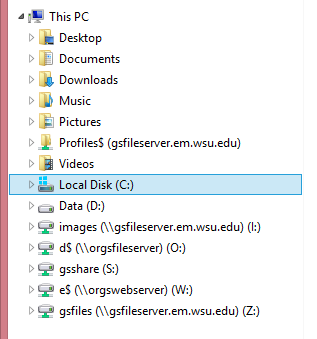 This PC
Desktop
Documents
Downloads
Music
Pictures
Profiles$ (gsfileserver.em.wsu.edu)
Videos
Local Disk (C:)
Data (D:)
images (\\gsfileserver.em.wsu.edu) (I:)
d$ (\\orgsfileserver) (O:)
gsshare (S:)
e$ (\\orgswebserver) (W:)
gsfiles (\\gsfileserver.em.wsu.edu) (Z:)